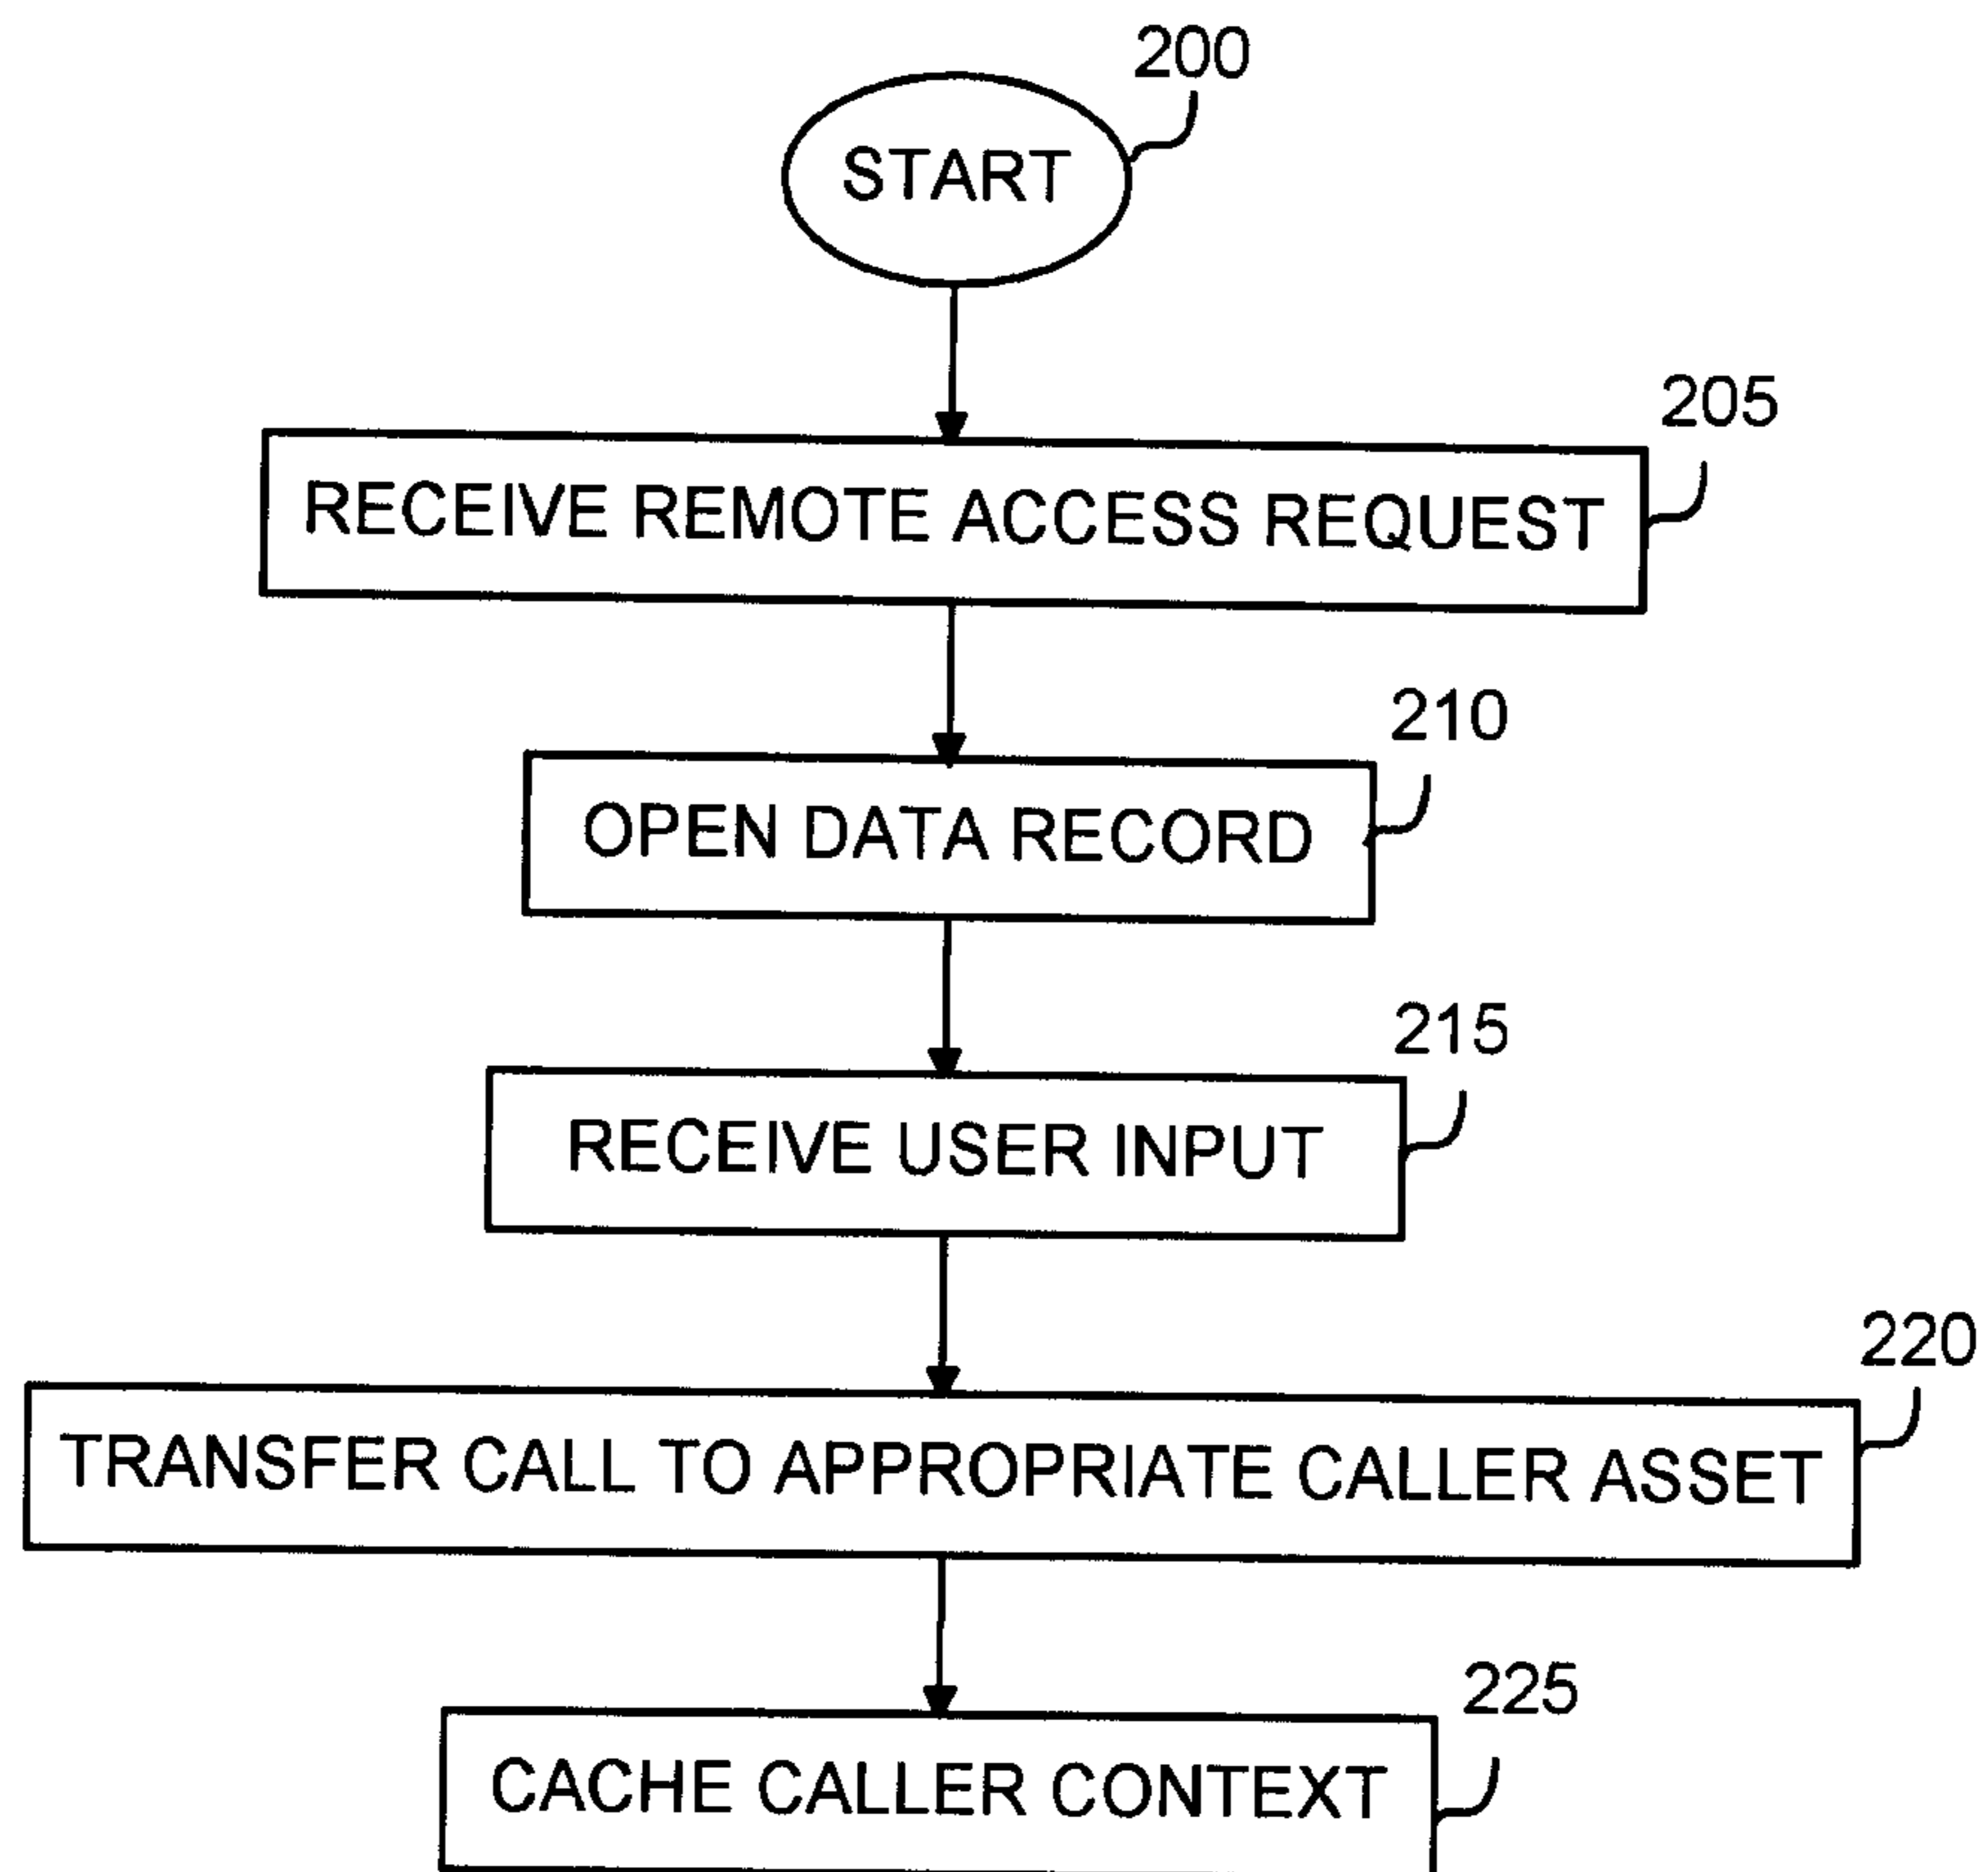 200
START
205
RECEIVE REMOTE ACCESS REQUEST
210
OPEN DATA RECORD
215
RECEIVE USER INPUT
220
TRANSFER CALL TO APPROPRIATE CALLER ASSET
225
CACHE CALLER CONTEXT